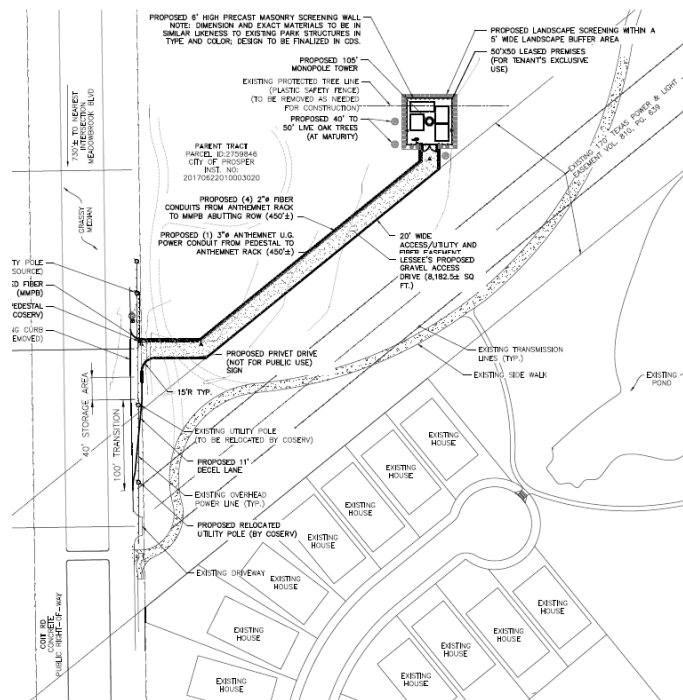 PROPOSED 6' HIGH PRECAST MASONRY SCREENING WALL
NOTE: DIMENSION AND EXACT MATERIALS TO BE IN
SIMILAR LIKENESS TO EXISTING PARK STRUCTURES IN
TYPE AND COLOR; DESIGN TO BE FINALIZED IN CDS.
PROPOSED 105'
MONOPOLE TOWER
EXISTING PROTECTED TREE LINE
(PLASTIC SAFETY FENCE)
(TO BE REMOVED AS NEEDED
FOR CONSTRUCTION)
PROPOSED 40' TO
50' LIVE OAK TREES
(AT MATURITY)
PROPOSED LANDSCAPE SCREENING WITHIN A
5' WIDE LANDSCAPE BUFFER AREA
50'X50 LEASED PREMISES
(FOR TENANT'S EXCLUSIVE
USE)
EXISTING 120' TEXAS POWER & LIGHT
EASEMENT VOL. 810, PG. 639
730'± TO NEAREST
INTERSECTION
MEADOWBROOK BLVD
GRASSY
MEDIAN
PARENT TRACT
PARCEL ID:2759846
CITY OF PROSPER
INST. NO:
20170622010003020
PROPOSED (4) 2"ø FIBER
CONDUITS FROM ANTHEMNET RACK
TO MMPB ABUTTING ROW (450'±)
PROPOSED (1) 3"ø ANTHEMNET U.G.
POWER CONDUIT FROM PEDESTAL TO
ANTHEMNET RACK (450'±)
20' WIDE
ACCESS/UTILITY AND
FIBER EASEMENT
LESSEE'S PROPOSED
GRAVEL ACCESS
DRIVE (8,182.5± SQ
FT.)
TY POLE
SOURCE)
D FIBER
(MMPB)
PEDESTAL
COSERV)
NG CURB
EMOVED)
PROPOSED PRIVET DRIVE
(NOT FOR PUBLIC USE)
SIGN
15'R TYP.
EXISTING TRANSMISSION
LINES (TYP.)
EXISTING SIDE WALK
EXISTING
POND
40' STORAGE AREA
100' TRANSITION
EXISTING UTILITY POLE
(TO BE RELOCATED BY COSERV)
PROPOSED 11'
DECEL LANE
EXISTING OVERHEAD
POWER LINE (TYP.)
PROPOSED RELOCATED
UTILITY POLE (BY COSERV)
EXISTING DRIVEWAY
COIT RD
CONCRETE
PUBLIC RIGHT-OF-WAY
EXISTING
HOUSE
EXISTING
HOUSE
EXISTING
HOUSE
EXISTING
HOUSE
EXISTING
HOUSE
EXISTING
HOUSE
EXISTING
HOUSE
EXISTING
HOUSE
EXISTING
HOUSE
EXISTING
HOUSE
EXISTING
HOUSE
EXISTING
HOUSE